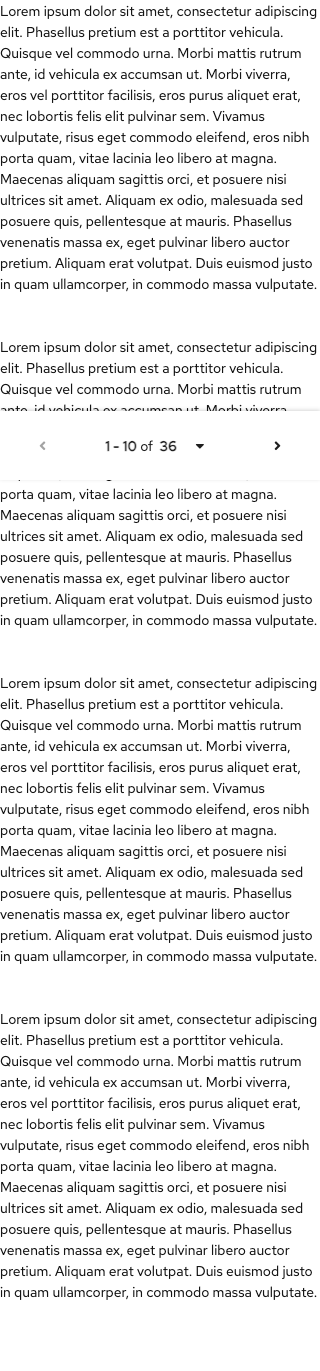 Lorem ipsum dolor sit amet, consectetur adipiscing
elit. Phasellus pretium est a porttitor vehicula.
Quisque vel commodo urna. Morbi mattis rutrum
ante, id vehicula ex accumsan ut. Morbi viverra,
eros vel porttitor facilisis, eros purus aliquet erat,
nec lobortis felis elit pulvinar sem. Vivamus
vulputate, risus eget commodo eleifend, eros nibh
porta quam, vitae lacinia leo libero at magna.
Maecenas aliquam sagittis orci, et posuere nisi
ultrices sit amet. Aliquam ex odio, malesuada sed
posuere quis, pellentesque at mauris. Phasellus
venenatis massa ex, eget pulvinar libero auctor
pretium. Aliquam erat volutpat. Duis euismod justo
in quam ullamcorper, in commodo massa vulputate.
Lorem ipsum dolor sit amet, consectetur adipiscing
elit. Phasellus pretium est a porttitor vehicula.
Quisque vel commodo urna. Morbi mattis rutrum
ante, id vehicula ex accumsan ut. Morbi viverra,
1 - 10 of 36
porta quam, vitae lacinia leo libero at magna.
Maecenas aliquam sagittis orci, et posuere nisi
ultrices sit amet. Aliquam ex odio, malesuada sed
posuere quis, pellentesque at mauris. Phasellus
venenatis massa ex, eget pulvinar libero auctor
pretium. Aliquam erat volutpat. Duis euismod justo
in quam ullamcorper, in commodo massa vulputate.
Lorem ipsum dolor sit amet, consectetur adipiscing
elit. Phasellus pretium est a porttitor vehicula.
Quisque vel commodo urna. Morbi mattis rutrum
ante, id vehicula ex accumsan ut. Morbi viverra,
eros vel porttitor facilisis, eros purus aliquet erat,
nec lobortis felis elit pulvinar sem. Vivamus
vulputate, risus eget commodo eleifend, eros nibh
porta quam, vitae lacinia leo libero at magna.
Maecenas aliquam sagittis orci, et posuere nisi
ultrices sit amet. Aliquam ex odio, malesuada sed
posuere quis, pellentesque at mauris. Phasellus
venenatis massa ex, eget pulvinar libero auctor
pretium. Aliquam erat volutpat. Duis euismod justo
in quam ullamcorper, in commodo massa vulputate.
Lorem ipsum dolor sit amet, consectetur adipiscing
elit. Phasellus pretium est a porttitor vehicula.
Quisque vel commodo urna. Morbi mattis rutrum
ante, id vehicula ex accumsan ut. Morbi viverra,
eros vel porttitor facilisis, eros purus aliquet erat,
nec lobortis felis elit pulvinar sem. Vivamus
vulputate, risus eget commodo eleifend, eros nibh
porta quam, vitae lacinia leo libero at magna.
Maecenas aliquam sagittis orci, et posuere nisi
ultrices sit amet. Aliquam ex odio, malesuada sed
posuere quis, pellentesque at mauris. Phasellus
venenatis massa ex, eget pulvinar libero auctor
pretium. Aliquam erat volutpat. Duis euismod justo
in quam ullamcorper, in commodo massa vulputate.